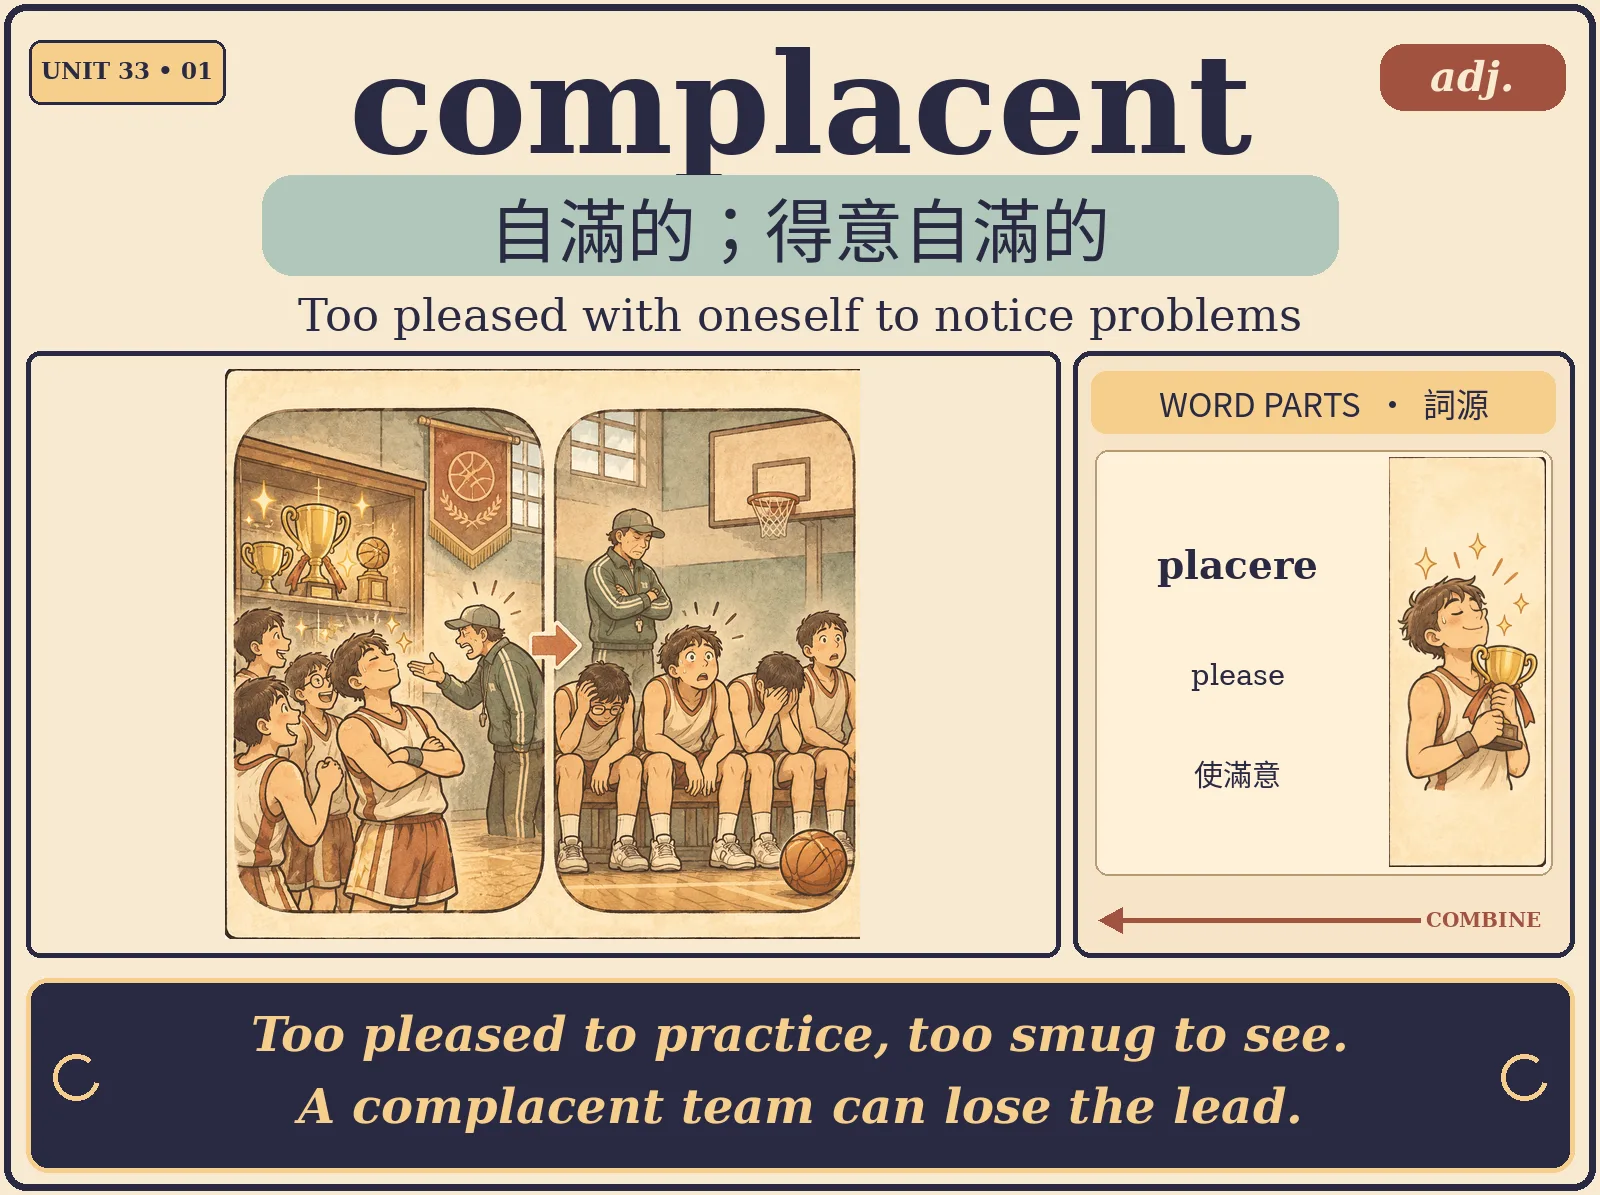 UNIT 33 • 01
complacent
adj.
自滿的；得意自滿的
Too pleased with oneself to notice problems
WORD PARTS ・ 詞源
placere
please
使滿意
COMBINE
Too pleased to practice, too smug to see.
A complacent team can lose the lead.